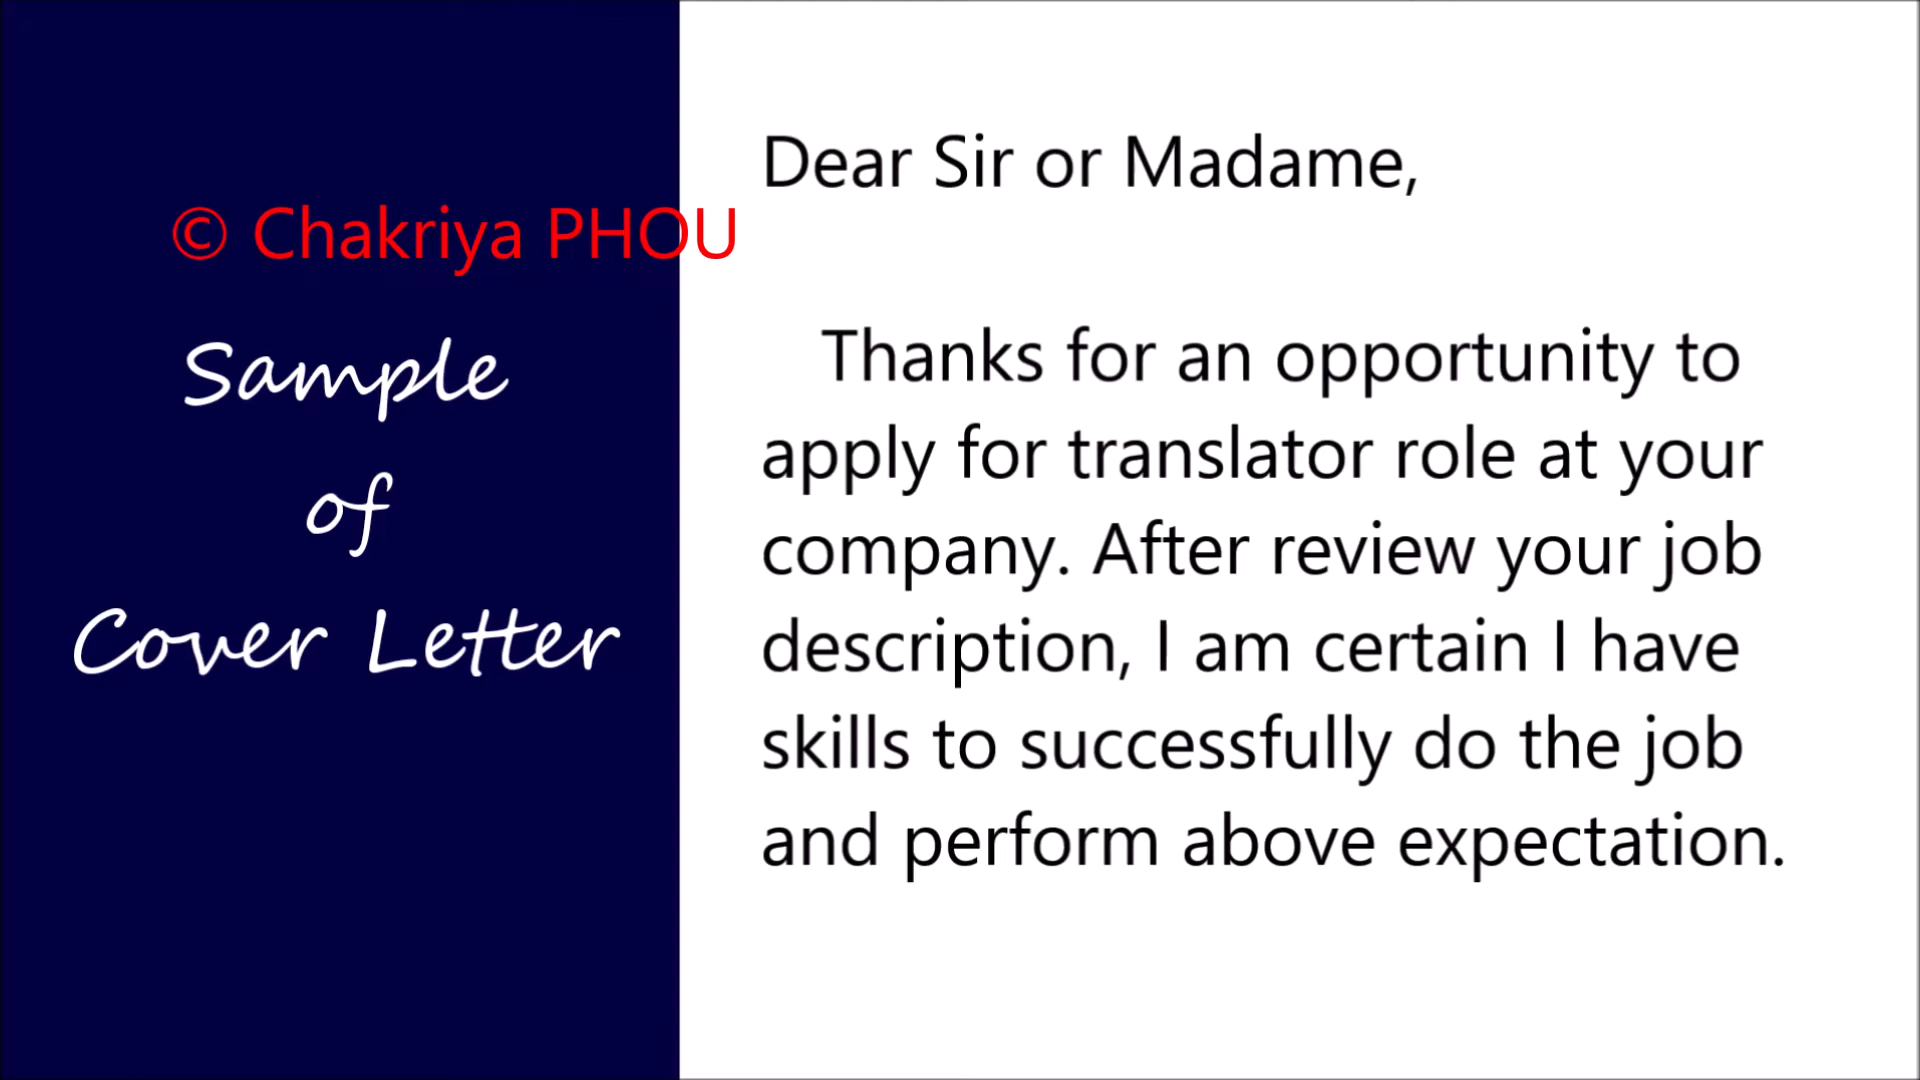 © Chakriya PHOU
Sample
of
Cover Letter
Dear Sir or Madame,
Thanks for an opportunity to
apply for translator role at your
company. After review your job
description, I am certain I have
skills to successfully do the job
and perform above expectation.